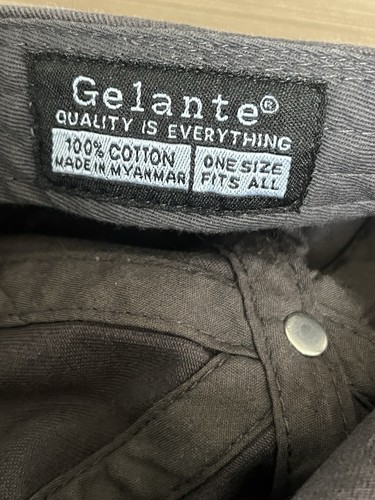 Gelante®
QUALITY IS EVERYTHING
100% COTTON
MADE IN MYANMAR
ONE SIZE
FITS ALL